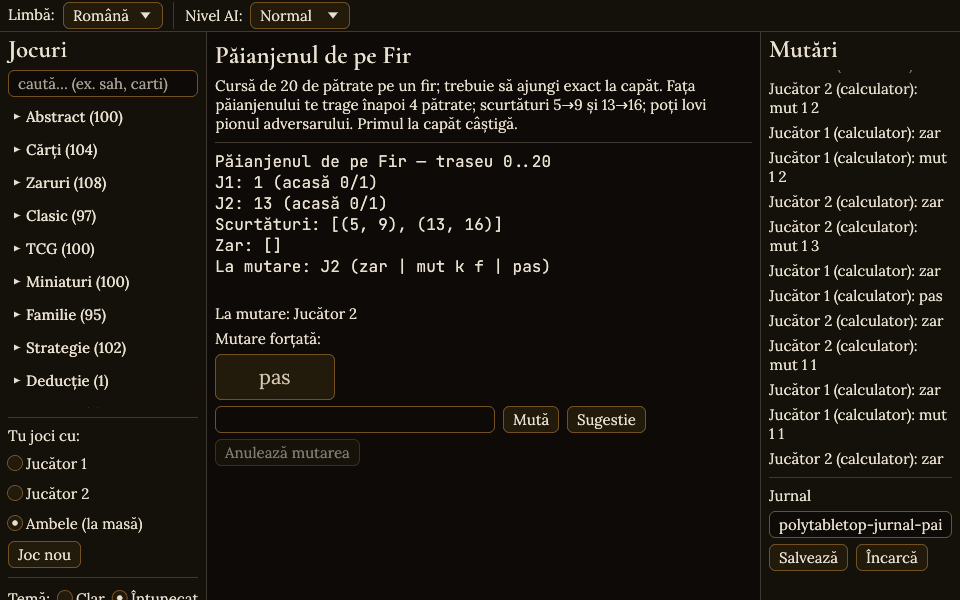 Limbă: Română ▼ Nivel AI: Normal ▼
Jocuri
caută... (ex. sah, carti)
▸ Abstract (100)
▸ Cărți (104)
▸ Zaruri (108)
▸ Clasic (97)
▸ TCG (100)
▸ Miniaturi (100)
▸ Familie (95)
▸ Strategie (102)
▸ Deducție (1)
Tu joci cu:
Jucător 1
Jucător 2
Ambele (la masă)
Joc nou
Temă: Clar Întunecat
Păianjenul de pe Fir
Cursă de 20 de pătrate pe un fir; trebuie să ajungi exact la capăt. Fața
păianjenului te trage înapoi 4 pătrate; scurtături 5→9 și 13→16; poți lovi
pionul adversarului. Primul la capăt câștigă.
Păianjenul de pe Fir — traseu 0..20
J1: 1 (acasă 0/1)
J2: 13 (acasă 0/1)
Scurtături: [(5, 9), (13, 16)]
Zar: []
La mutare: J2 (zar | mut k f | pas)
La mutare: Jucător 2
Mutare forțată:
pas
Mută Sugestie
Anulează mutarea
Mutări
Jucător 2 (calculator):
mut 1 2
Jucător 1 (calculator): zar
Jucător 1 (calculator): mut
1 2
Jucător 2 (calculator): zar
Jucător 2 (calculator):
mut 1 3
Jucător 1 (calculator): zar
Jucător 1 (calculator): pas
Jucător 2 (calculator): zar
Jucător 2 (calculator):
mut 1 1
Jucător 1 (calculator): zar
Jucător 1 (calculator): mut
1 1
Jucător 2 (calculator): zar
Jurnal
polytabletop-jurnal-pai
Salvează Încarcă